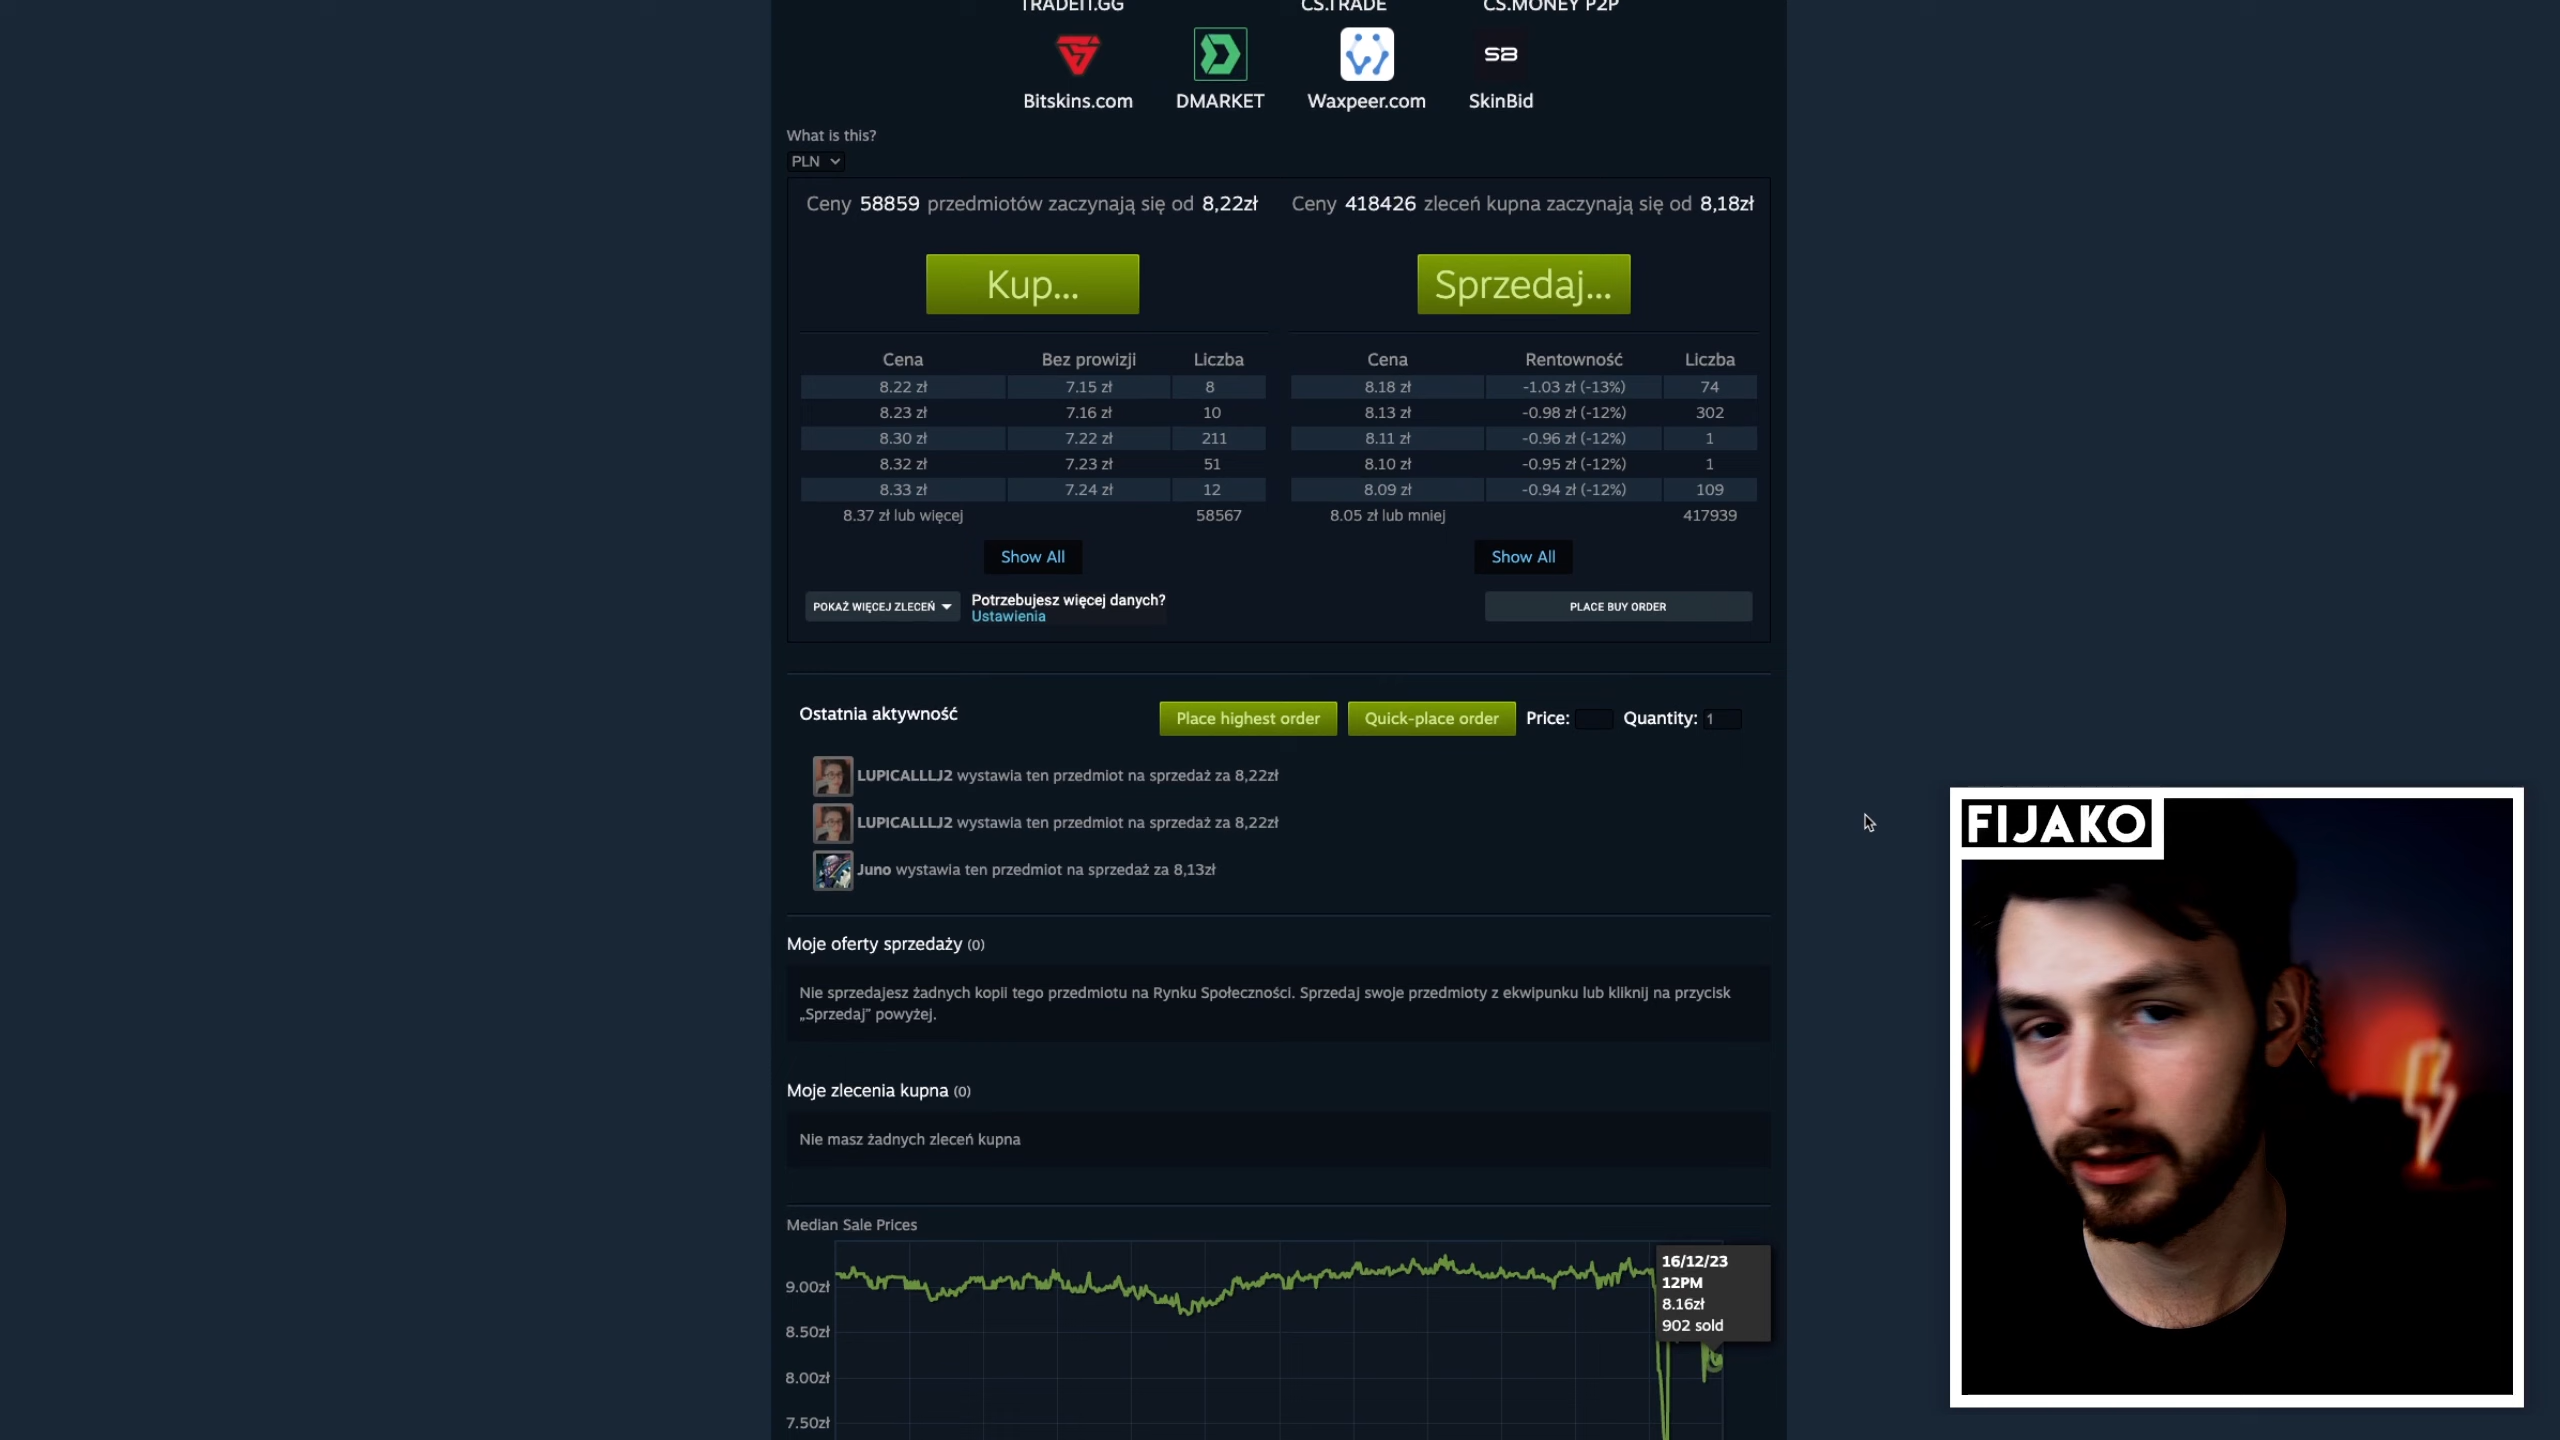 TRADEIT.GG CS.TRADE CS.MONEY P2P
SB
Bitskins.com DMARKET Waxpeer.com SkinBid
What is this?
PLN
Ceny 58859 przedmiotów zaczynają się od 8,22zł
Ceny 418426 zleceń kupna zaczynają się od 8,18zł
Kup...
Sprzedaj...
Cena Bez prowizji Liczba
8.22 zł 7.15 zł 8
8.23 zł 7.16 zł 10
8.30 zł 7.22 zł 211
8.32 zł 7.23 zł 51
8.33 zł 7.24 zł 12
8.37 zł lub więcej 58567
Show All
Cena Rentowność Liczba
8.18 zł -1.03 zł (-13%) 74
8.13 zł -0.98 zł (-12%) 302
8.11 zł -0.96 zł (-12%) 1
8.10 zł -0.95 zł (-12%) 1
8.09 zł -0.94 zł (-12%) 109
8.05 zł lub mniej 417939
Show All
POKAŻ WIĘCEJ ZLECEŃ
Potrzebujesz więcej danych?
Ustawienia
PLACE BUY ORDER
Ostatnia aktywność
Place highest order
Quick-place order
Price:
Quantity: 1
LUPICALLLJ2 wystawia ten przedmiot na sprzedaż za 8,22zł
LUPICALLLJ2 wystawia ten przedmiot na sprzedaż za 8,22zł
Juno wystawia ten przedmiot na sprzedaż za 8,13zł
FIJAKO
Moje oferty sprzedaży (0)
Nie sprzedajesz żadnych kopii tego przedmiotu na Rynku Społeczności. Sprzedaj swoje przedmioty z ekwipunku lub kliknij na przycisk
„Sprzedaj” powyżej.
Moje zlecenia kupna (0)
Nie masz żadnych zleceń kupna
Median Sale Prices
9.00zł
8.50zł
8.00zł
7.50zł
16/12/23
12PM
8.16zł
902 sold